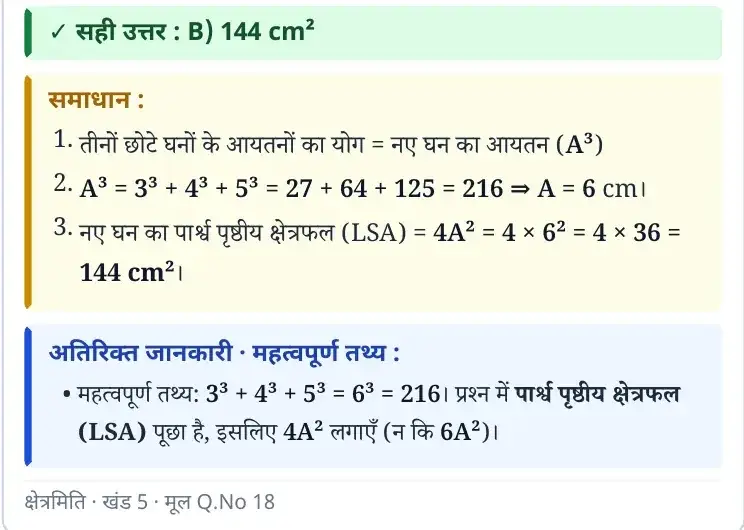 ✓ सही उत्तर : B) 144 cm²
समाधान :
1. तीनों छोटे घनों के आयतनों का योग = नए घन का आयतन (A³)
2. A³ = 3³ + 4³ + 5³ = 27 + 64 + 125 = 216 ⇒ A = 6 cm।
3. नए घन का पार्श्व पृष्ठीय क्षेत्रफल (LSA) = 4A² = 4 × 6² = 4 × 36 =
144 cm²।
अतिरिक्त जानकारी · महत्वपूर्ण तथ्य :
• महत्वपूर्ण तथ्य: 3³ + 4³ + 5³ = 6³ = 216। प्रश्न में पार्श्व पृष्ठीय क्षेत्रफल
(LSA) पूछा है, इसलिए 4A² लगाएँ (न कि 6A²)।
क्षेत्रमिति · खंड 5 · मूल Q.No 18